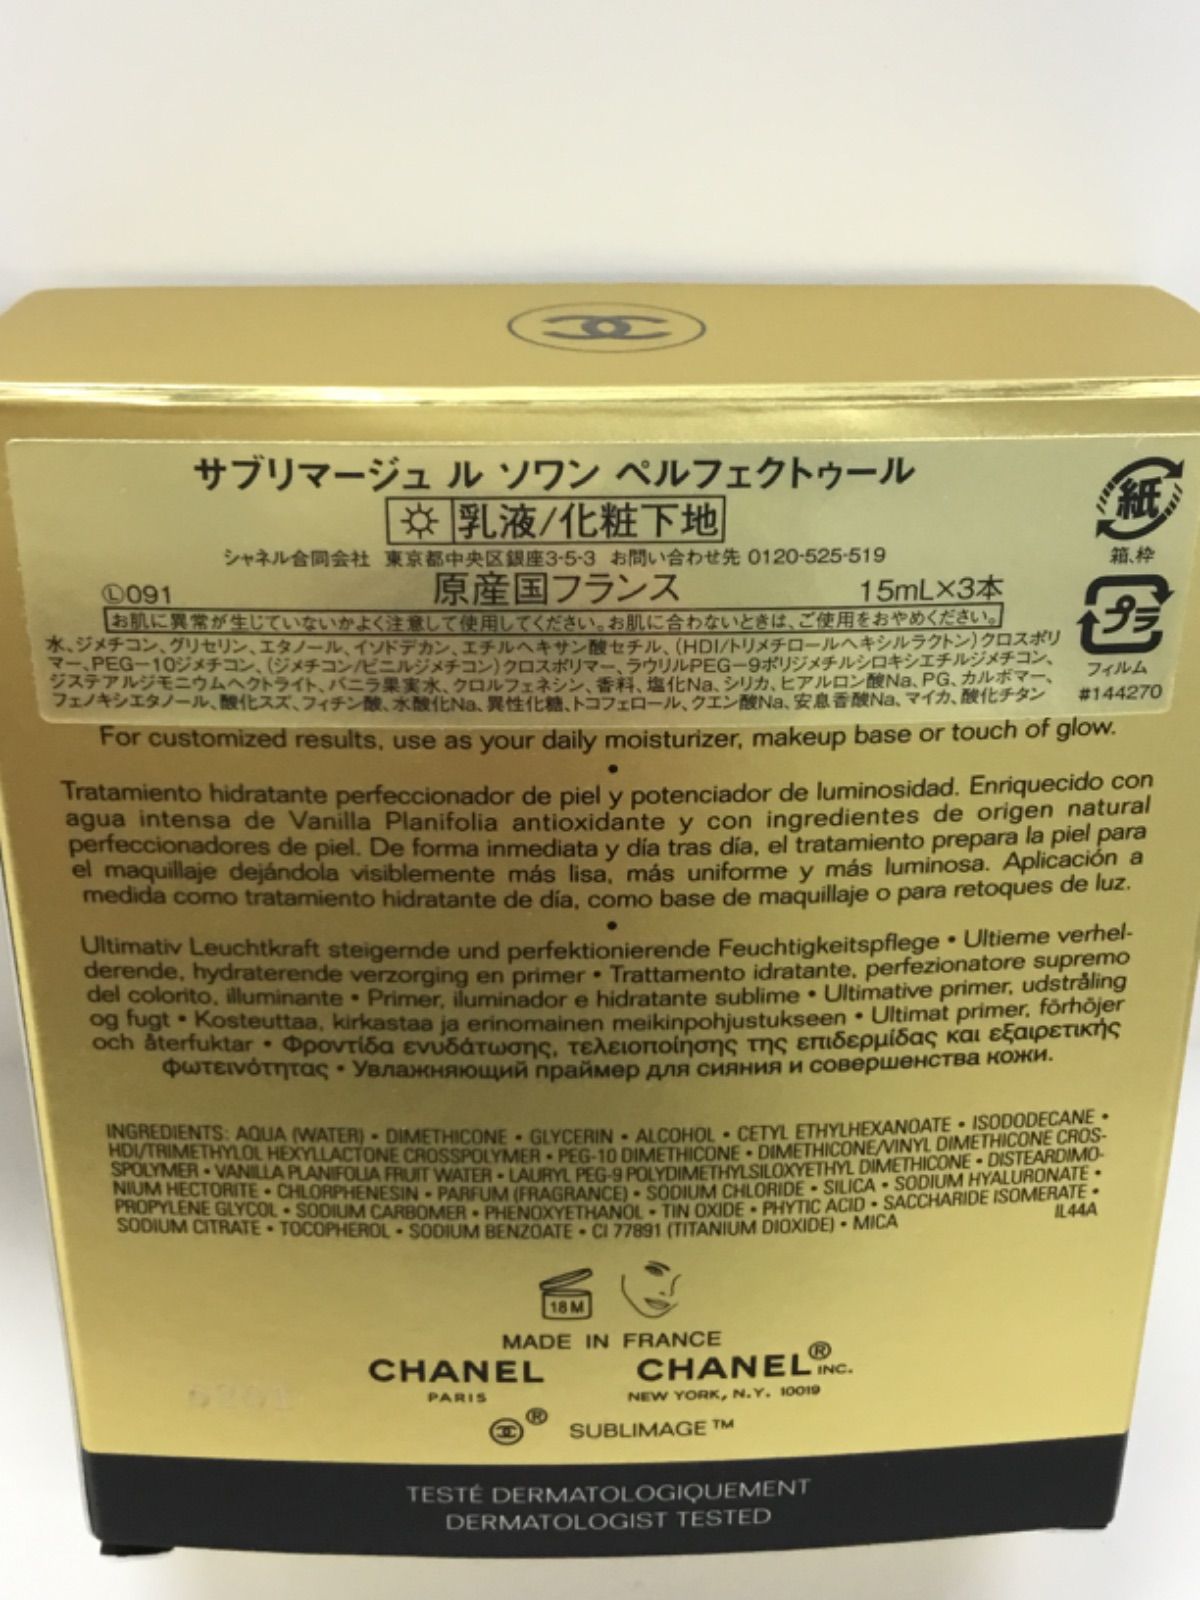 サブリマージュ ル ソワン ペルフェクトゥール
乳液/化粧下地
シャネル合同会社 東京都中央区銀座3-5-3 お問い合わせ先 0120-525-519
Ⓛ091 原産国フランス 15mL×3本
お肌に異常が生じていないかよく注意して使用してください。お肌に合わないときは、ご使用をおやめください。
水、ジメチコン、グリセリン、エタノール、イソドデカン、エチルヘキサン酸セチル、(HDI/トリメチロールヘキシルラクトン)クロスポリ
マー、PEG-10ジメチコン、(ジメチコン/ビニルジメチコン)クロスポリマー、ラウリルPEG-9ポリジメチルシロキシエチルジメチコン、
ジステアルジモニウムヘクトライト、バニラ果実水、クロルフェネシン、香料、塩化Na、シリカ、ヒアルロン酸Na、PG、カルボマー、
フェノキシエタノール、酸化スズ、フィチン酸、水酸化Na、異性化糖、トコフェロール、クエン酸Na、安息香酸Na、マイカ、酸化チタン
紙
箱、枠
プラ
フィルム
#144270
For customized results, use as your daily moisturizer, makeup base or touch of glow.
•
Tratamiento hidratante perfeccionador de piel y potenciador de luminosidad. Enriquecido con
agua intensa de Vanilla Planifolia antioxidante y con ingredientes de origen natural
perfeccionadores de piel. De forma inmediata y día tras día, el tratamiento prepara la piel para
el maquillaje dejándola visiblemente más lisa, más uniforme y más luminosa. Aplicación a
medida como tratamiento hidratante de día, como base de maquillaje o para retoques de luz.
•
Ultimativ Leuchtkraft steigernde und perfektionierende Feuchtigkeitspflege • Ultieme verhel-
derende, hydraterende verzorging en primer • Trattamento idratante, perfezionatore supremo
del colorito, illuminante • Primer, iluminador e hidratante sublime • Ultimative primer, udstråling
og fugt • Kosteuttaa, kirkastaa ja erinomainen meikinpohjustukseen • Ultimat primer, förhöjer
och återfuktar • Φροντίδα ενυδάτωσης, τελειοποίησης της επιδερμίδας και εξαιρετικής
φωτεινότητας • Увлажняющий праймер для сияния и совершенства кожи.
INGREDIENTS: AQUA (WATER) • DIMETHICONE • GLYCERIN • ALCOHOL • CETYL ETHYLHEXANOATE • ISODODECANE •
HDI/TRIMETHYLOL HEXYLLACTONE CROSSPOLYMER • PEG-10 DIMETHICONE • DIMETHICONE/VINYL DIMETHICONE CROS-
SPOLYMER • VANILLA PLANIFOLIA FRUIT WATER • LAURYL PEG-9 POLYDIMETHYLSILOXYETHYL DIMETHICONE • DISTEARDIMO-
NIUM HECTORITE • CHLORPHENESIN • PARFUM (FRAGRANCE) • SODIUM CHLORIDE • SILICA • SODIUM HYALURONATE •
PROPYLENE GLYCOL • SODIUM CARBOMER • PHENOXYETHANOL • TIN OXIDE • PHYTIC ACID • SACCHARIDE ISOMERATE •
SODIUM CITRATE • TOCOPHEROL • SODIUM BENZOATE • CI 77891 (TITANIUM DIOXIDE) • MICA IL44A
18 M
MADE IN FRANCE
CHANEL CHANEL® INC.
PARIS NEW YORK, N.Y. 10019
® SUBLIMAGE™
TESTÉ DERMATOLOGIQUEMENT
DERMATOLOGIST TESTED